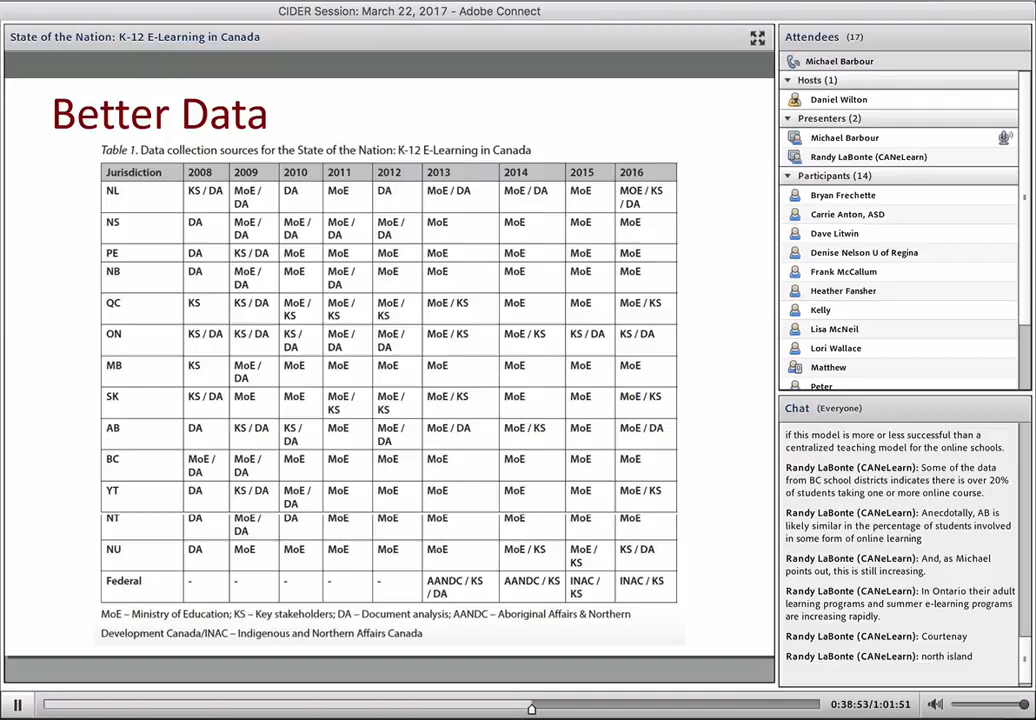 CIDER Session: March 22, 2017 - Adobe Connect
State of the Nation: K-12 E-Learning in Canada
Better Data
Table 1. Data collection sources for the State of the Nation: K-12 E-Learning in Canada
Jurisdiction 2008 2009 2010 2011 2012 2013 2014 2015 2016
NL KS / DA MoE / DA DA MoE DA MoE / DA MoE / DA MoE MOE / KS / DA
NS DA MoE / DA MoE / DA MoE / DA MoE / DA MoE MoE MoE MoE
PE DA KS / DA MoE MoE MoE MoE MoE MoE MoE
NB DA MoE / DA MoE MoE / DA MoE MoE MoE MoE MoE
QC KS KS / DA MoE / KS MoE / KS MoE / KS MoE / KS MoE MoE MoE / KS
ON KS / DA KS / DA KS / DA MoE / DA MoE / DA MoE / KS MoE / KS KS / DA KS / DA
MB KS MoE / DA MoE MoE MoE MoE MoE MoE MoE
SK KS / DA MoE MoE MoE / KS MoE / KS MoE / KS MoE MoE MoE / KS
AB DA KS / DA KS / DA MoE MoE / DA MoE / DA MoE / KS MoE MoE / DA
BC MoE / DA MoE / DA MoE MoE MoE MoE MoE MoE MoE
YT DA KS / DA MoE / DA MoE MoE MoE MoE MoE MoE / KS
NT DA MoE / DA DA MoE MoE MoE MoE MoE MoE
NU DA MoE MoE MoE MoE MoE MoE / KS MoE / KS KS / DA
Federal - - - - - AANDC / KS / DA AANDC / KS INAC / KS INAC / KS
MoE – Ministry of Education; KS – Key stakeholders; DA – Document analysis; AANDC – Aboriginal Affairs & Northern
Development Canada/INAC – Indigenous and Northern Affairs Canada
Attendees (17)
Michael Barbour
Hosts (1)
Daniel Wilton
Presenters (2)
Michael Barbour
Randy LaBonte (CANeLearn)
Participants (14)
Bryan Frechette
Carrie Anton, ASD
Dave Litwin
Denise Nelson U of Regina
Frank McCallum
Heather Fansher
Kelly
Lisa McNeil
Lori Wallace
Matthew
Peter
Chat (Everyone)
if this model is more or less successful than a
centralized teaching model for the online schools.
Randy LaBonte (CANeLearn): Some of the data
from BC school districts indicates there is over 20%
of students taking one or more online course.
Randy LaBonte (CANeLearn): Anecdotally, AB is
likely similar in the percentage of students involved
in some form of online learning
Randy LaBonte (CANeLearn): And, as Michael
points out, this is still increasing.
Randy LaBonte (CANeLearn): In Ontario their adult
learning programs and summer e-learning programs
are increasing rapidly.
Randy LaBonte (CANeLearn): Courtenay
Randy LaBonte (CANeLearn): north island
0:38:53/1:01:51